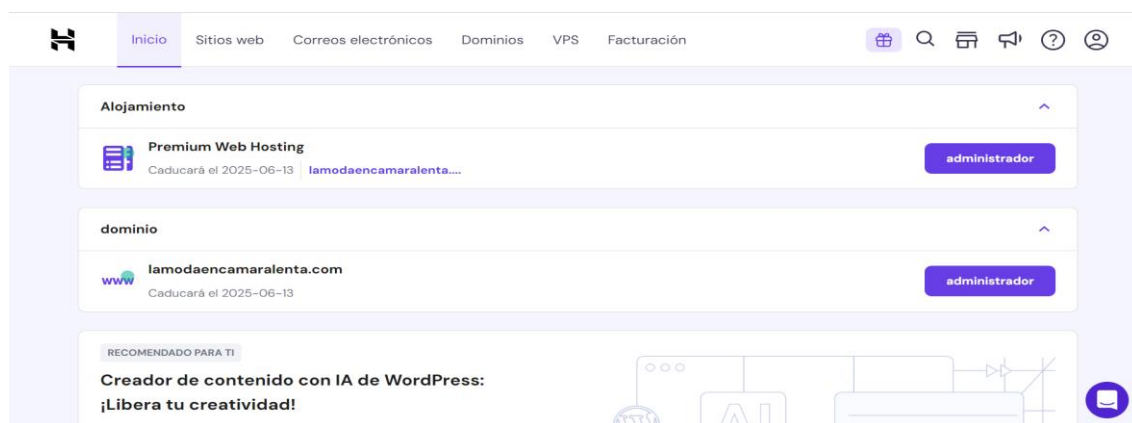 Inicio Sitios web Correos electrónicos Dominios VPS Facturación
Alojamiento
Premium Web Hosting
Caducará el 2025-06-13 lamodaencamaralenta....
administrador
dominio
www
lamodaencamaralenta.com
Caducará el 2025-06-13
administrador
RECOMENDADO PARA TI
Creador de contenido con IA de WordPress:
¡Libera tu creatividad!
AI